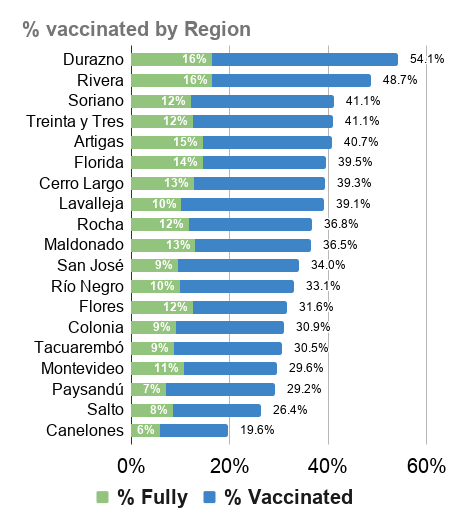 % vaccinated by Region
Durazno 16% 54.1%
Rivera 16% 48.7%
Soriano 12% 41.1%
Treinta y Tres 12% 41.1%
Artigas 15% 40.7%
Florida 14% 39.5%
Cerro Largo 13% 39.3%
Lavalleja 10% 39.1%
Rocha 12% 36.8%
Maldonado 13% 36.5%
San José 9% 34.0%
Río Negro 10% 33.1%
Flores 12% 31.6%
Colonia 9% 30.9%
Tacuarembó 9% 30.5%
Montevideo 11% 29.6%
Paysandú 7% 29.2%
Salto 8% 26.4%
Canelones 6% 19.6%
0% 20% 40% 60%
% Fully % Vaccinated